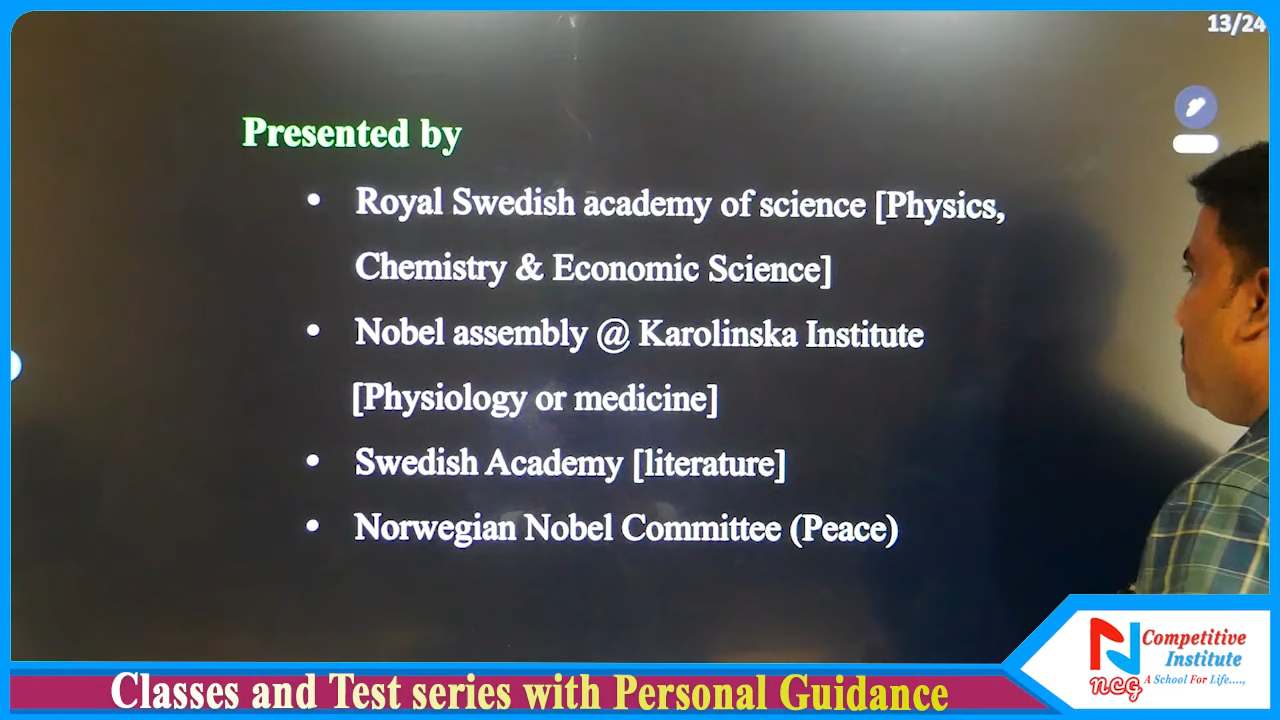 13/24
Presented by
• Royal Swedish academy of science [Physics,
Chemistry & Economic Science]
• Nobel assembly @ Karolinska Institute
[Physiology or medicine]
• Swedish Academy [literature]
• Norwegian Nobel Committee (Peace)
Competitive
Institute
ncg A School For Life....,
Classes and Test series with Personal Guidance